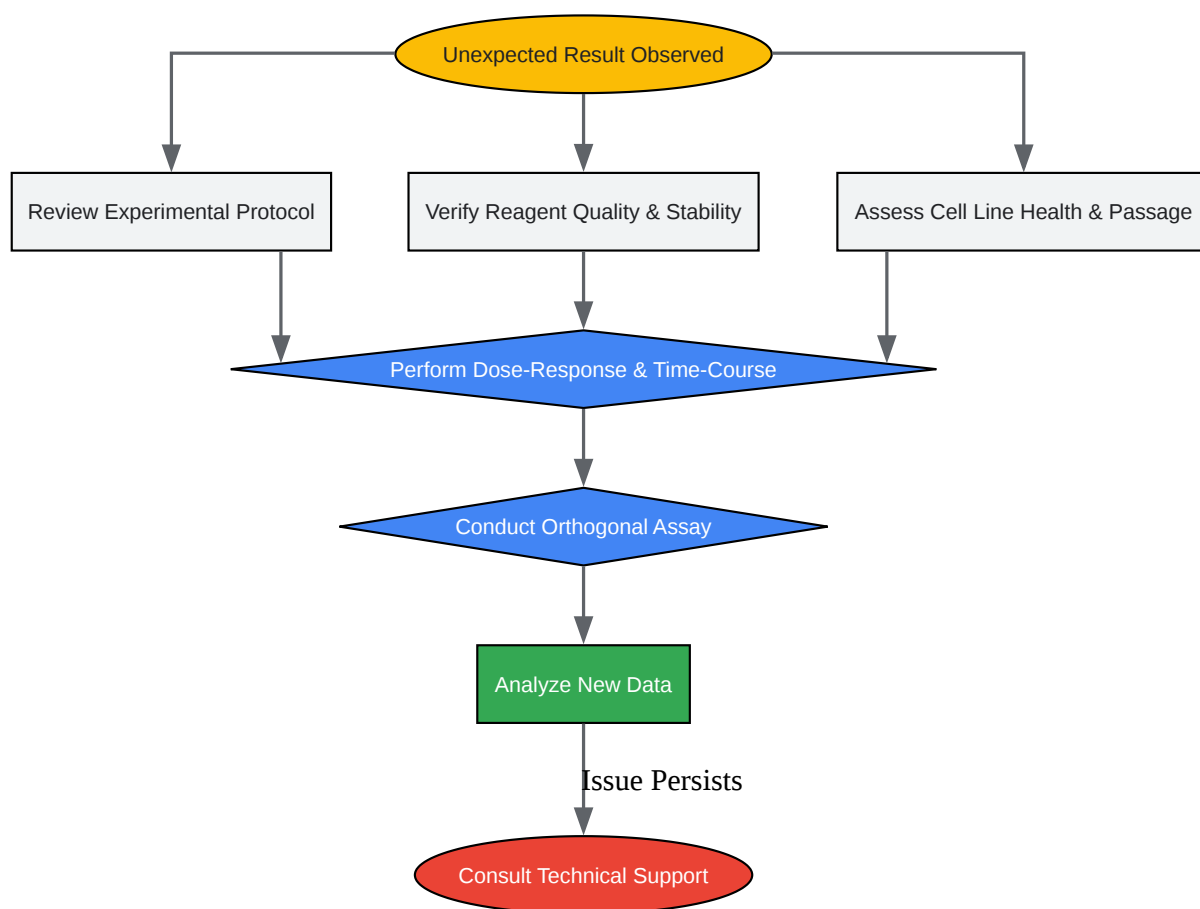 Unexpected Result Observed
Review Experimental Protocol
Verify Reagent Quality & Stability
Assess Cell Line Health & Passage
Perform Dose-Response & Time-Course
Conduct Orthogonal Assay
Analyze New Data
Issue Persists
Consult Technical Support